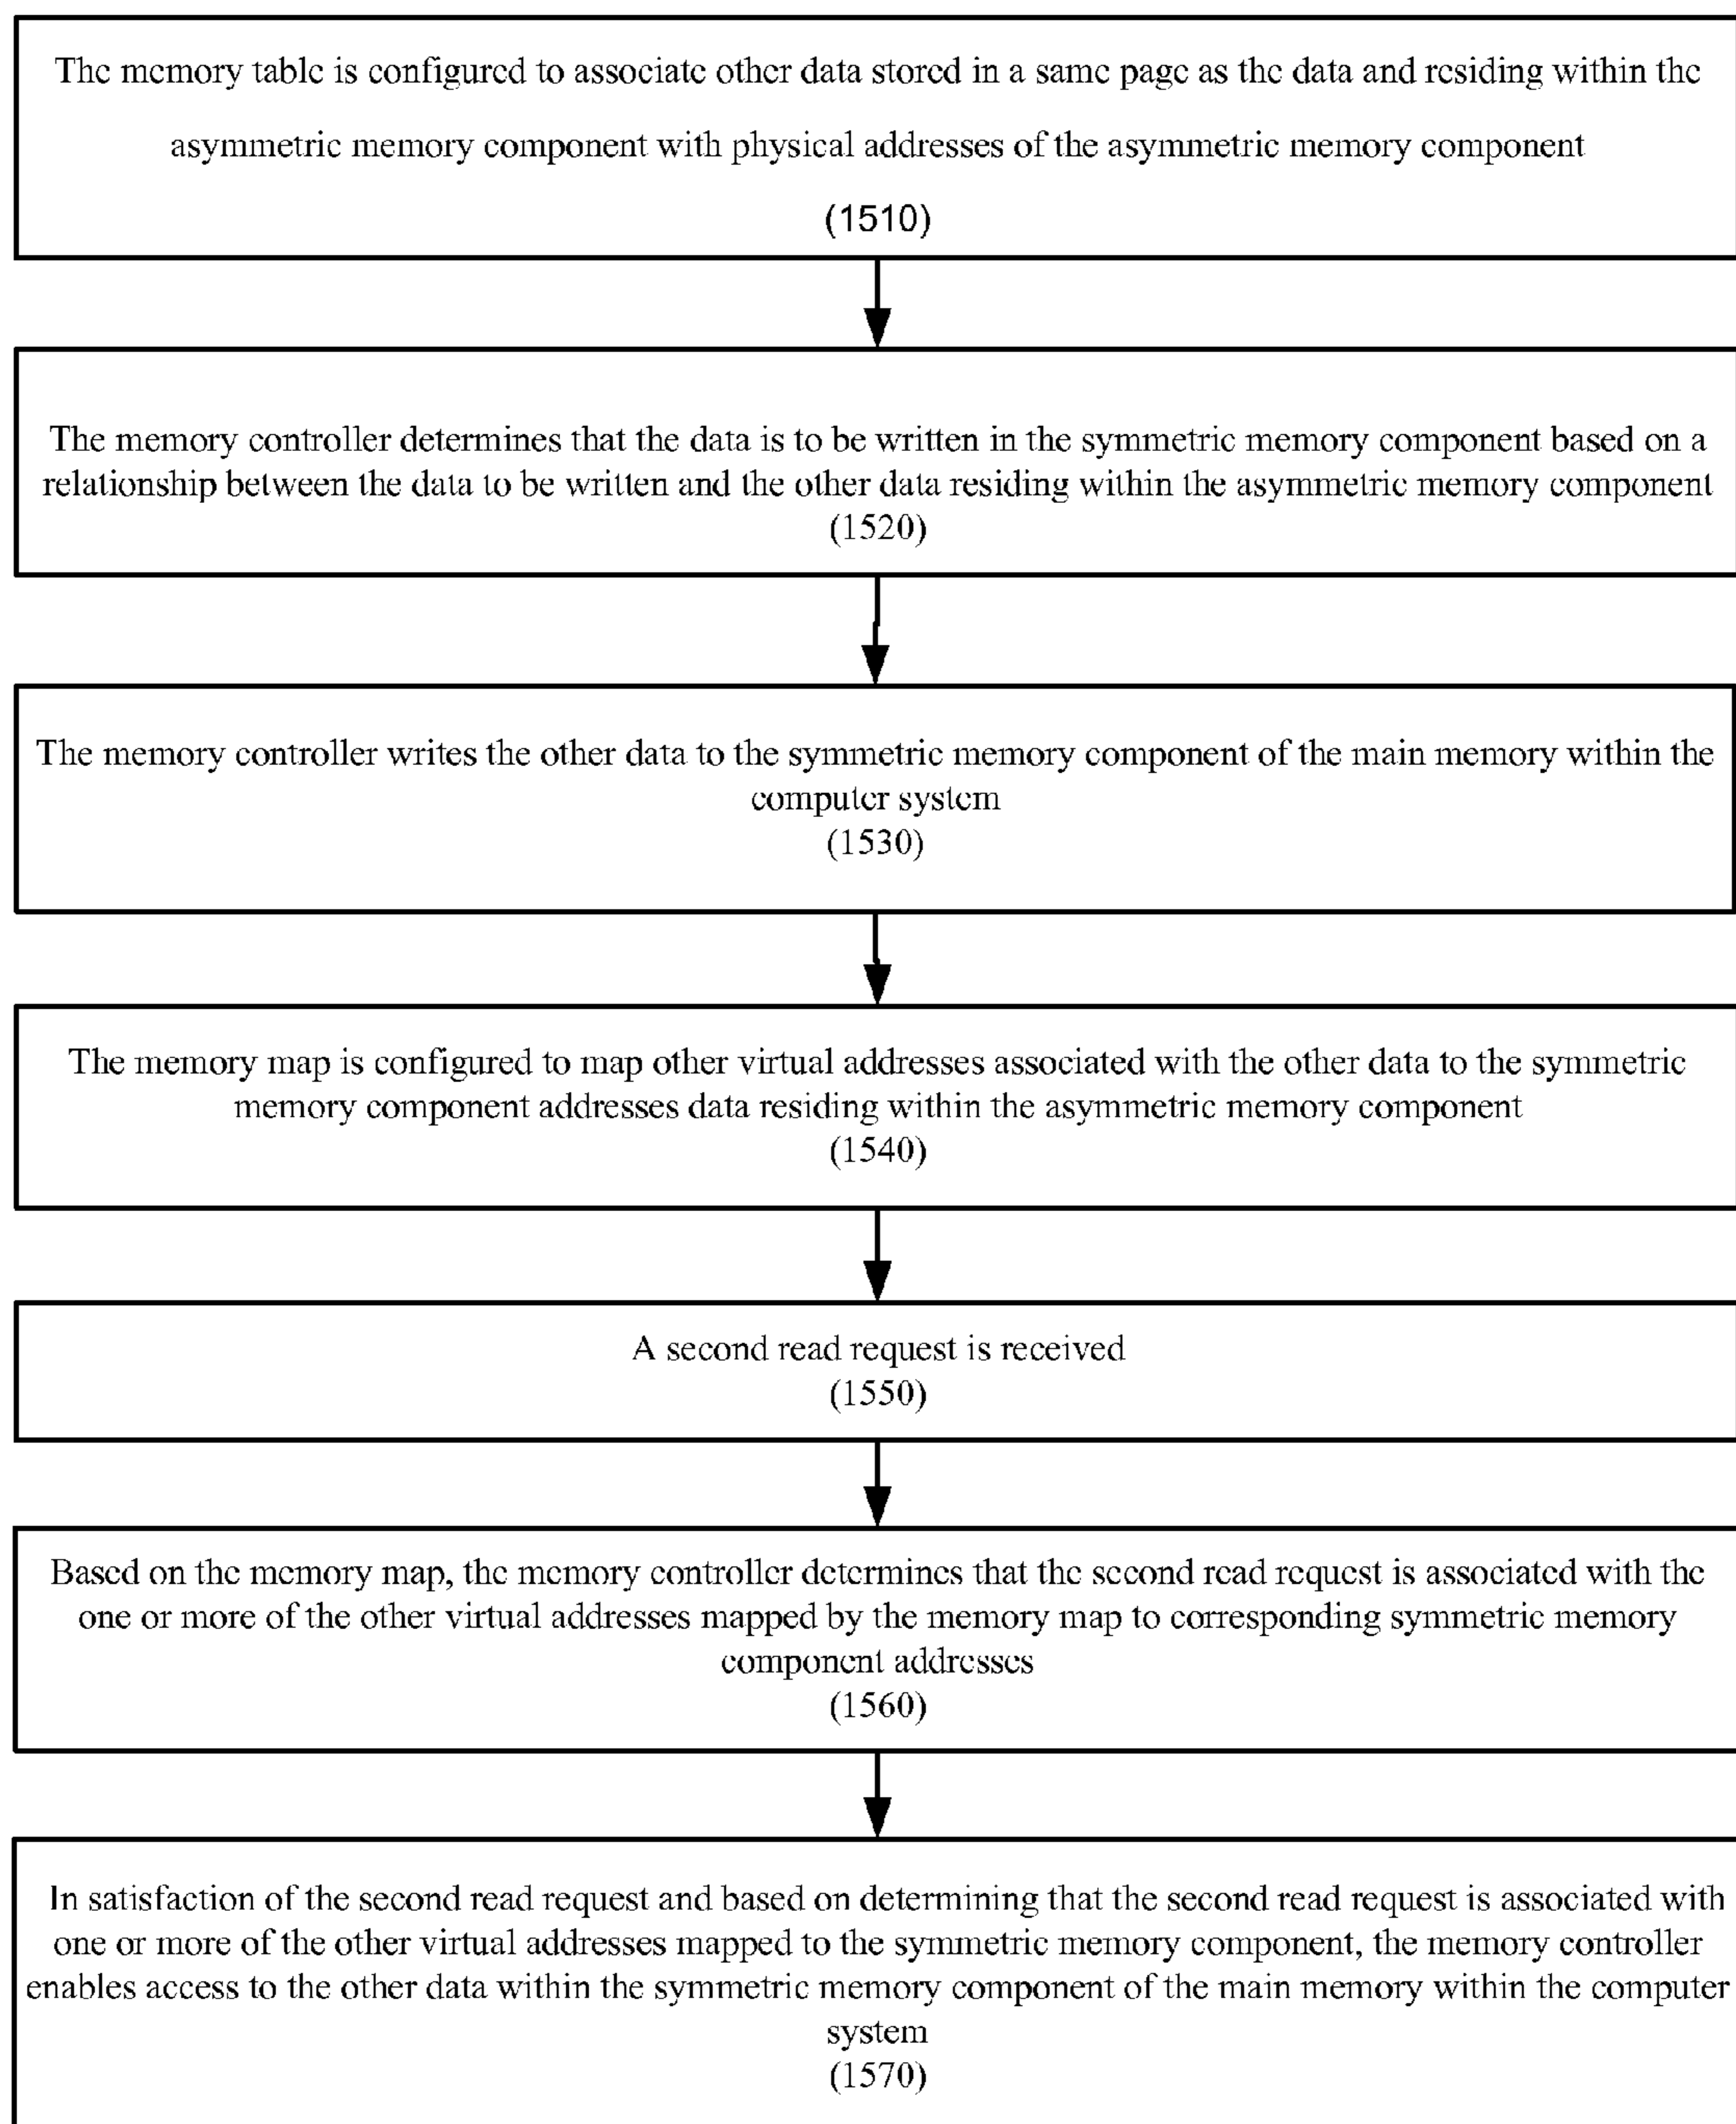 The memory table is configured to associate other data stored in a same page as the data and residing within the
asymmetric memory component with physical addresses of the asymmetric memory component
(1510)
The memory controller determines that the data is to be written in the symmetric memory component based on a
relationship between the data to be written and the other data residing within the asymmetric memory component
(1520)
The memory controller writes the other data to the symmetric memory component of the main memory within the
computer system
(1530)
The memory map is configured to map other virtual addresses associated with the other data to the symmetric
memory component addresses data residing within the asymmetric memory component
(1540)
A second read request is received
(1550)
Based on the memory map, the memory controller determines that the second read request is associated with the
one or more of the other virtual addresses mapped by the memory map to corresponding symmetric memory
component addresses
(1560)
In satisfaction of the second read request and based on determining that the second read request is associated with
one or more of the other virtual addresses mapped to the symmetric memory component, the memory controller
enables access to the other data within the symmetric memory component of the main memory within the computer
system
(1570)